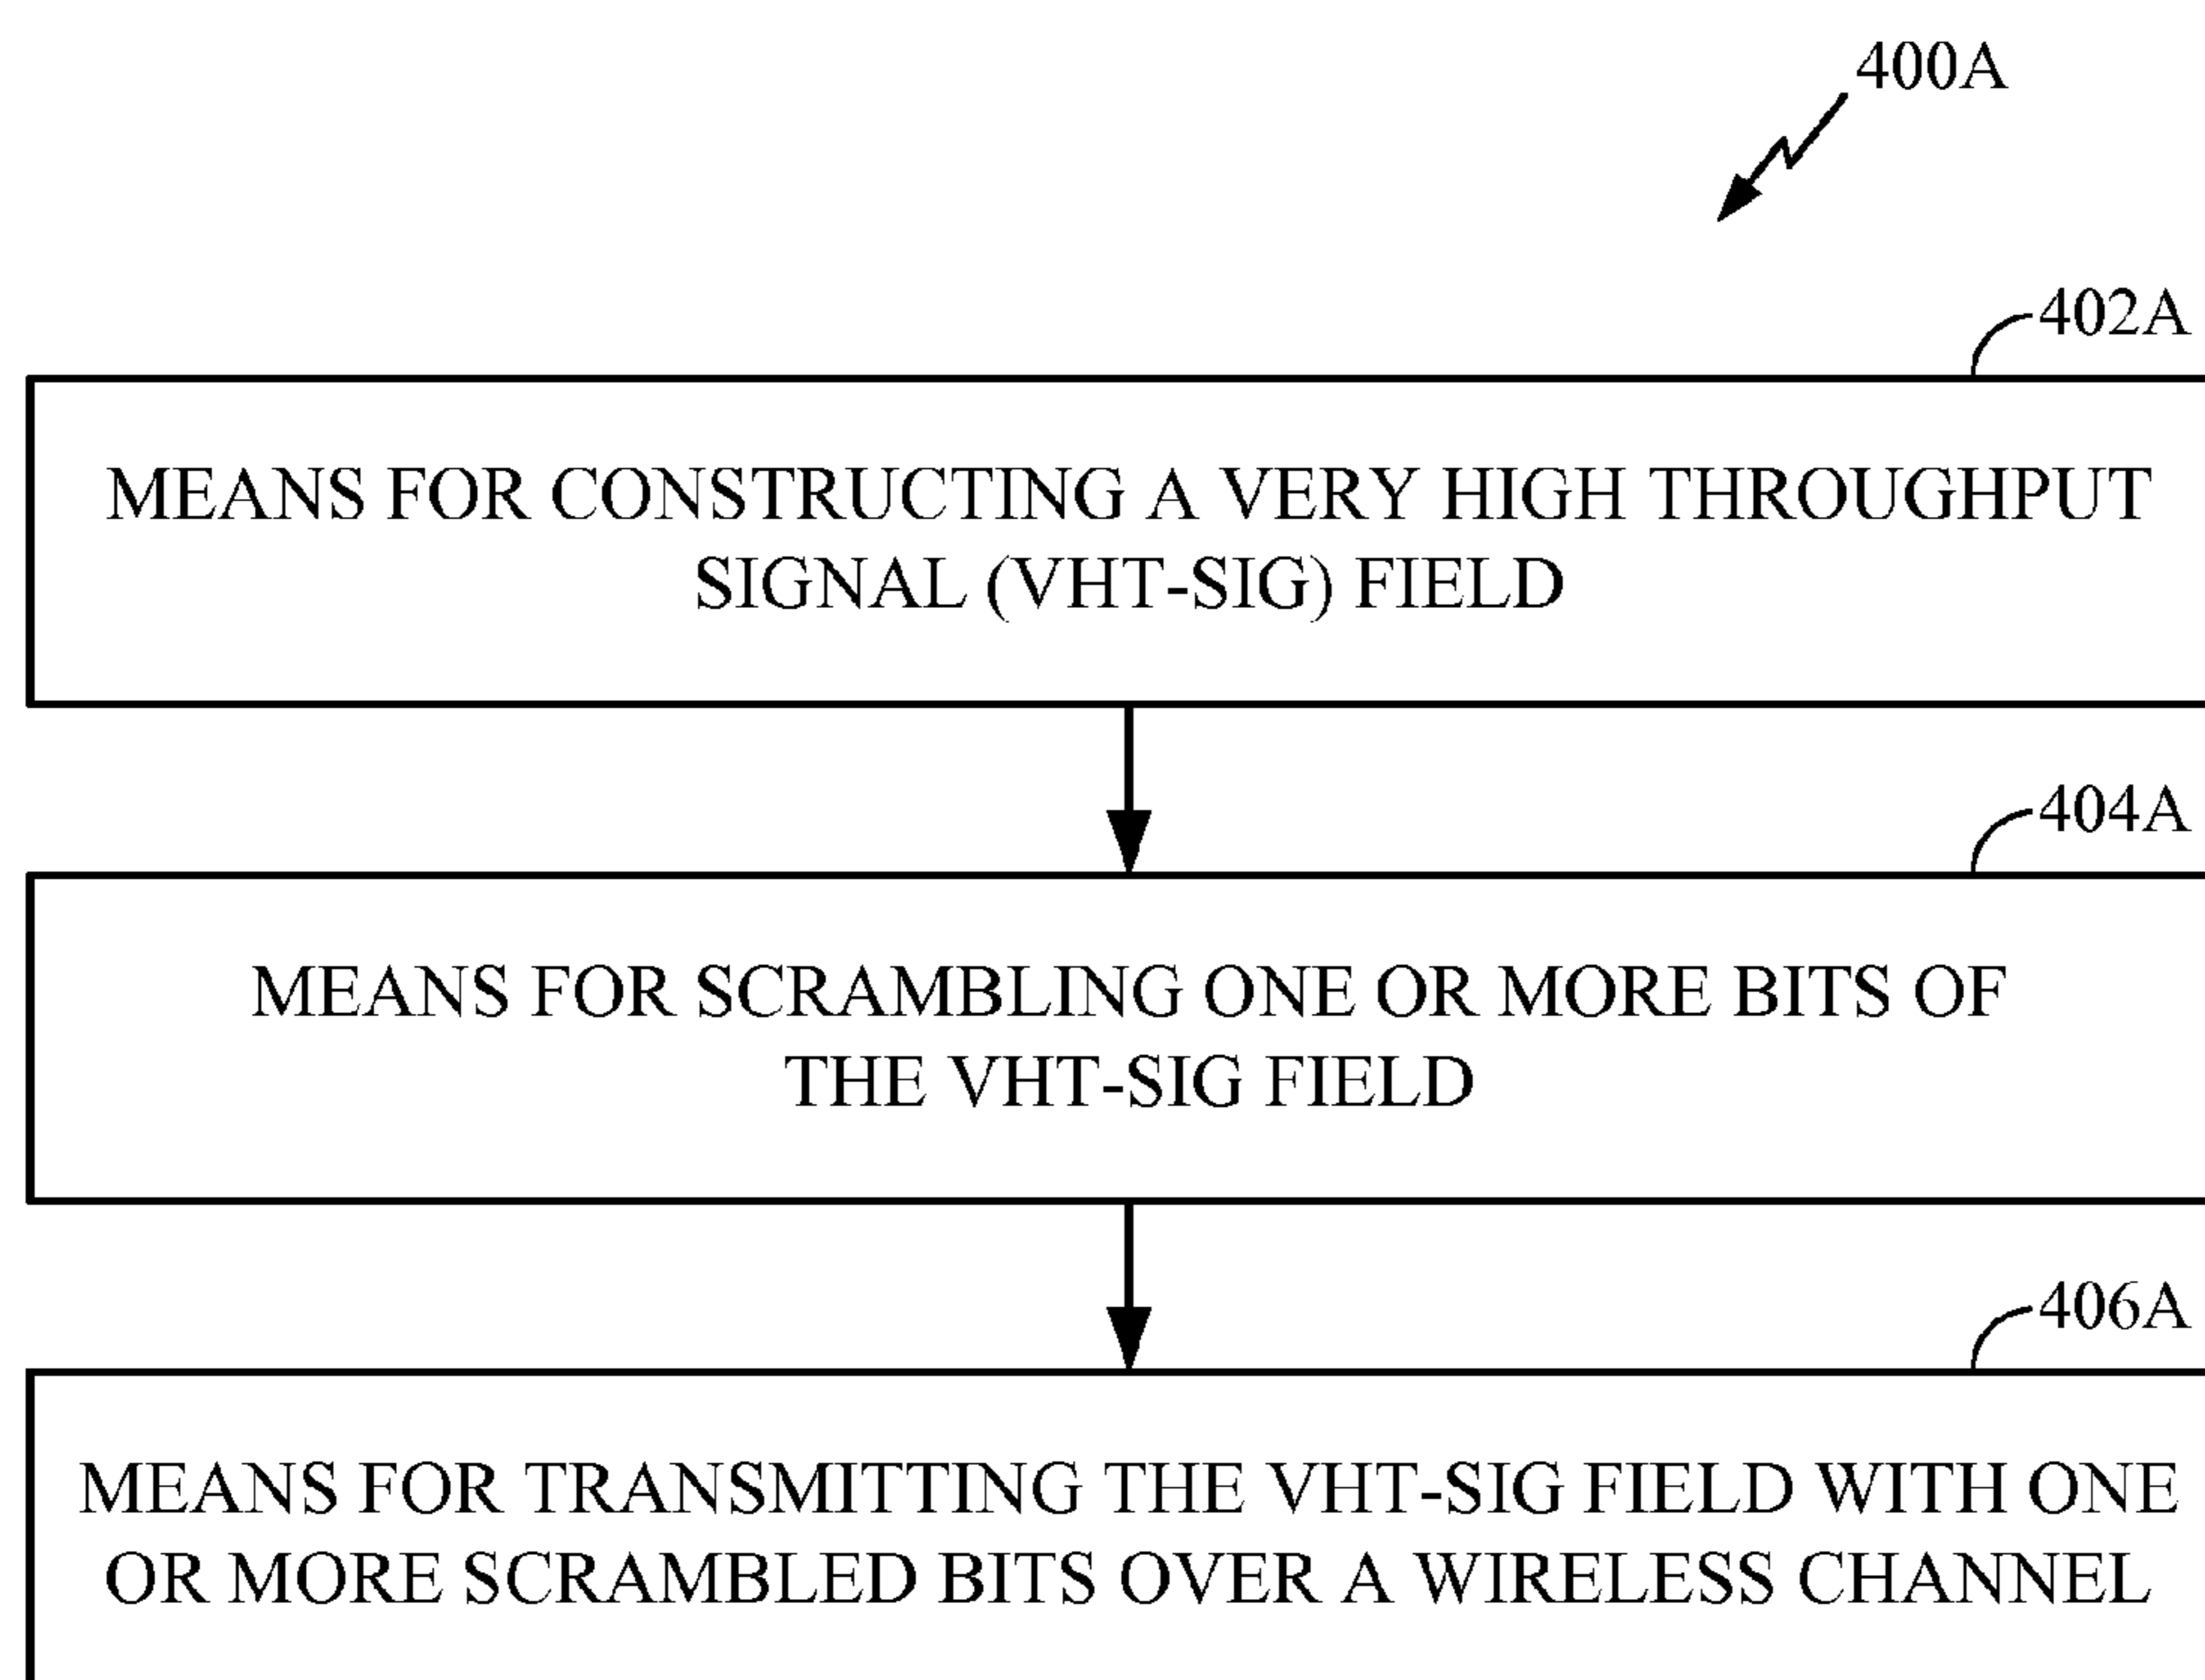 400A
402A
MEANS FOR CONSTRUCTING A VERY HIGH THROUGHPUT
SIGNAL (VHT-SIG) FIELD
404A
MEANS FOR SCRAMBLING ONE OR MORE BITS OF
THE VHT-SIG FIELD
406A
MEANS FOR TRANSMITTING THE VHT-SIG FIELD WITH ONE
OR MORE SCRAMBLED BITS OVER A WIRELESS CHANNEL